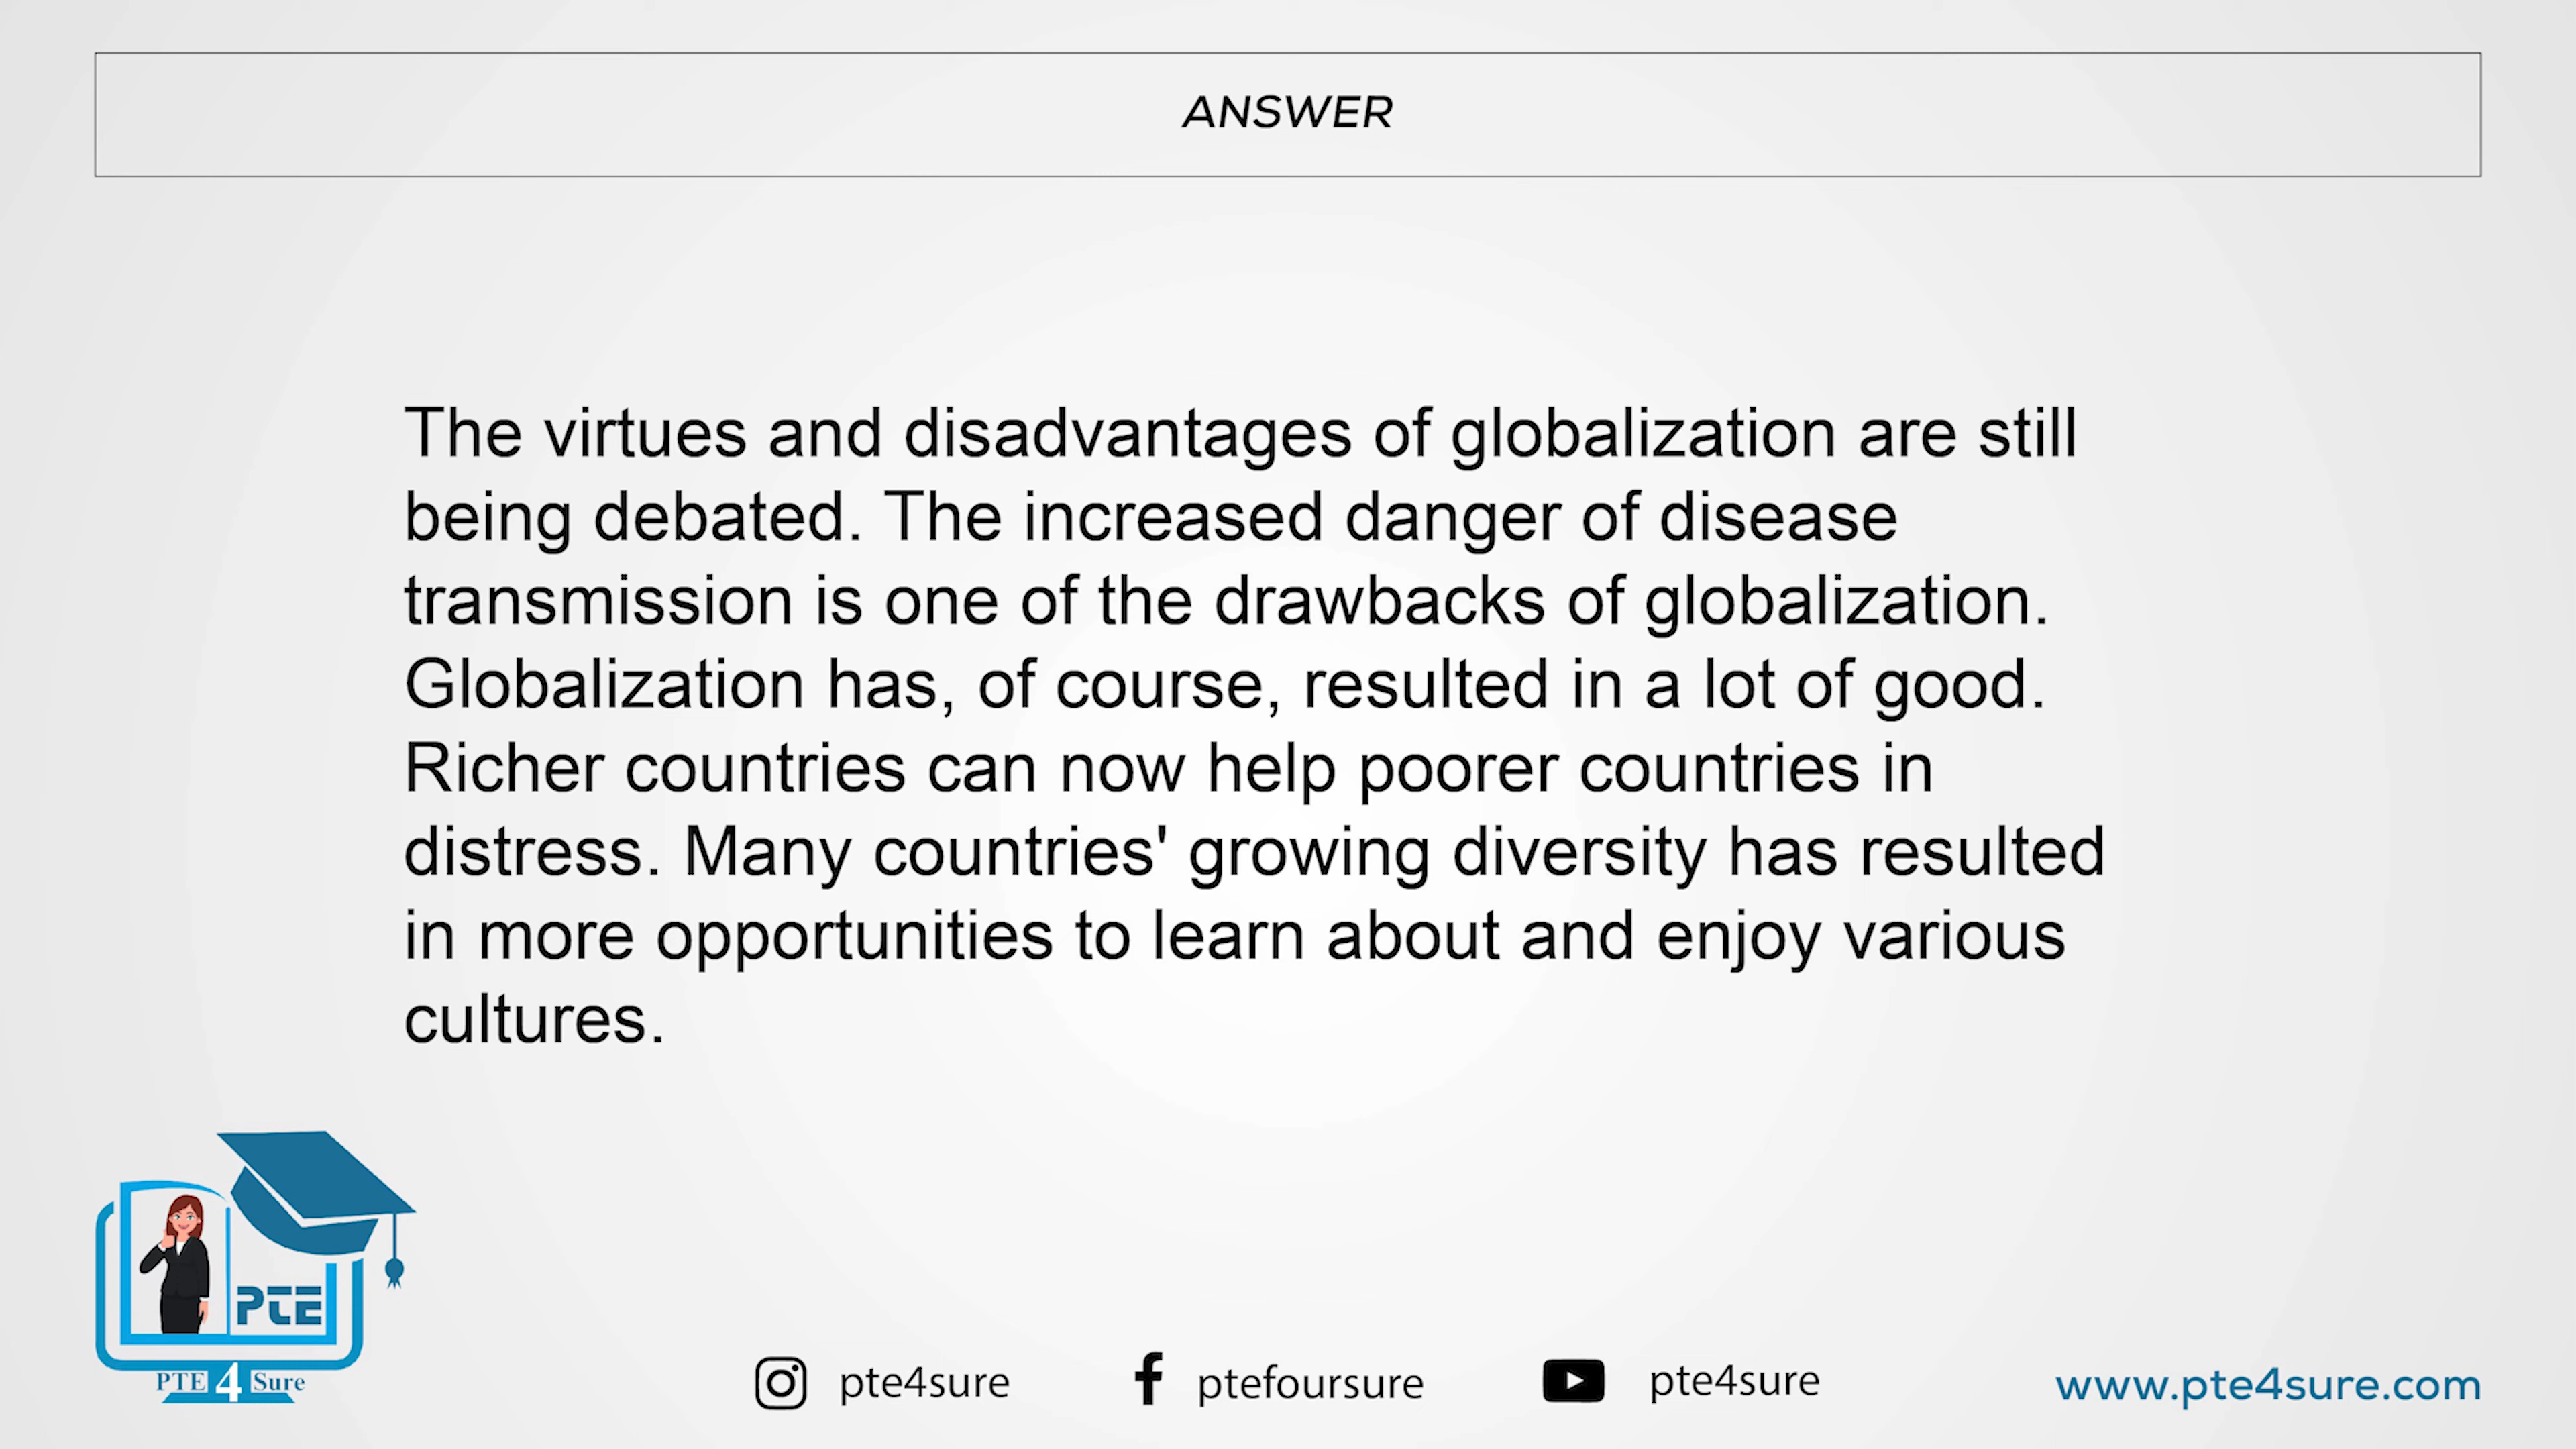 ANSWER
The virtues and disadvantages of globalization are still
being debated. The increased danger of disease
transmission is one of the drawbacks of globalization.
Globalization has, of course, resulted in a lot of good.
Richer countries can now help poorer countries in
distress. Many countries' growing diversity has resulted
in more opportunities to learn about and enjoy various
cultures.
PTE
PTE 4 Sure
pte4sure
ptefoursure
pte4sure
www.pte4sure.com